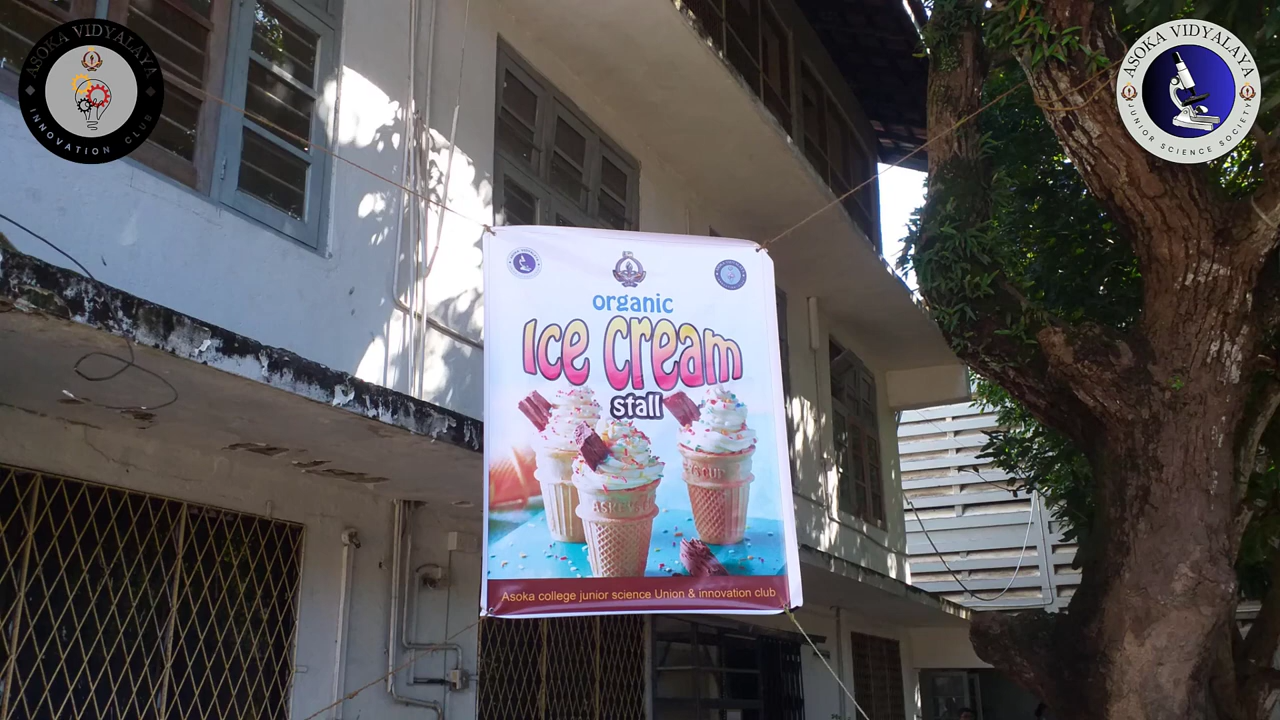 ASOKA VIDYALAYA
INNOVATION CLUB
ASOKA VIDYALAYA
JUNIOR SCIENCE SOCIETY
organic
Ice Cream
stall
Asoka college junior science Union & innovation club